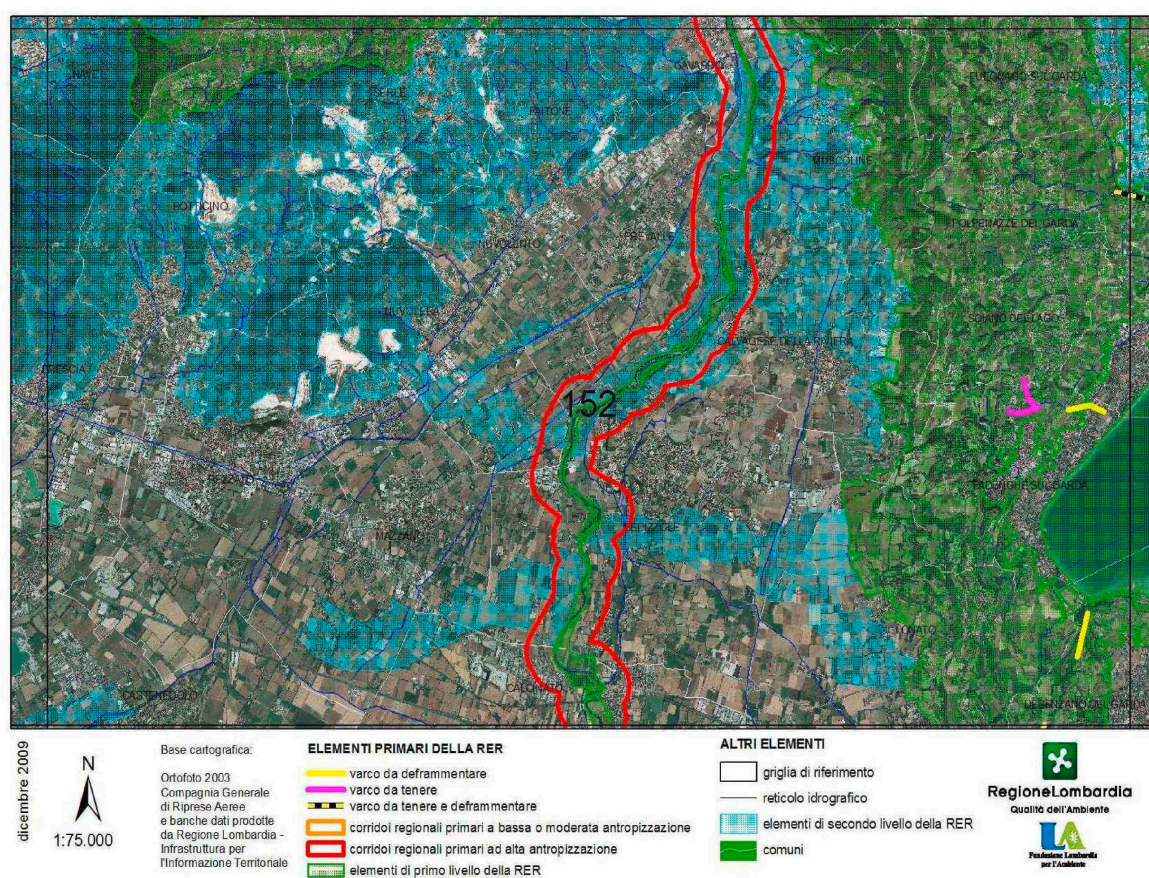 NAVE
SERLE
PAITONE
GAVARDO
PUEGNAGO SUL GARDA
MUSCOLINE
BOTTICINO
NUVOLENTO
PREVALLE
POLPENAZZE DEL GARDA
NUVOLERA
SOIANO DEL LAGO
CALVAGESE DELLA RIVIERA
BRESCIA
152
REZZATO
PADENGHE SUL GARDA
MAZZANO
BEDIZZOLE
LONATO
CASTENEDOLO
CALCINATO
DESENZANO DEL GARDA
dicembre 2009
N
1:75.000
Base cartografica:
Ortofoto 2003
Compagnia Generale
di Riprese Aeree
e banche dati prodotte
da Regione Lombardia -
Infrastruttura per
l'Informazione Territoriale
ELEMENTI PRIMARI DELLA RER
varco da deframmentare
varco da tenere
varco da tenere e deframmentare
corridoi regionali primari a bassa o moderata antropizzazione
corridoi regionali primari ad alta antropizzazione
elementi di primo livello della RER
ALTRI ELEMENTI
griglia di riferimento
reticolo idrografico
elementi di secondo livello della RER
comuni
RegioneLombardia
Qualità dell'Ambiente
Fondazione Lombardia
per l'Ambiente